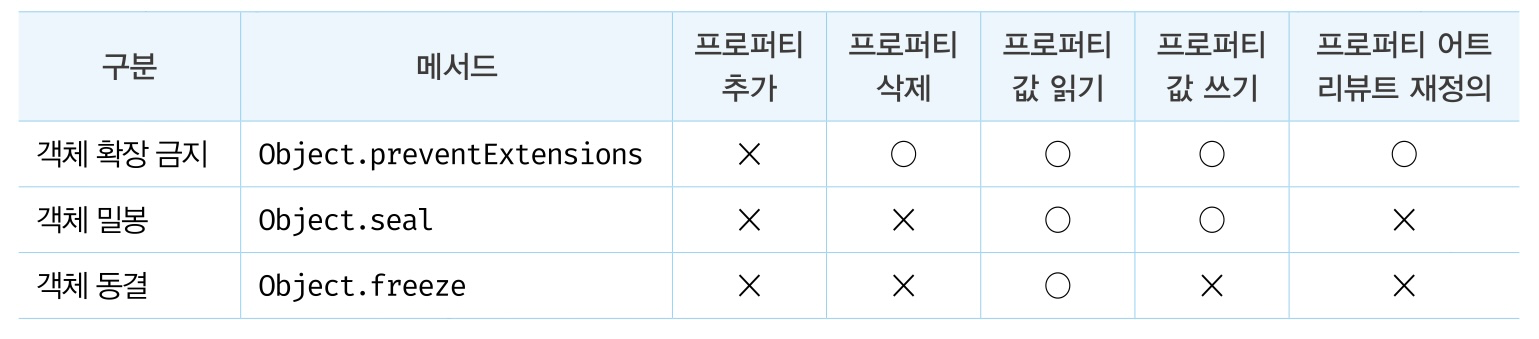 구분 메서드 프로퍼티 추가 프로퍼티 삭제 프로퍼티 값 읽기 프로퍼티 값 쓰기 프로퍼티 어트리뷰트 재정의
객체 확장 금지 Object.preventExtensions × ○ ○ ○ ○
객체 밀봉 Object.seal × × ○ ○ ×
객체 동결 Object.freeze × × ○ × ×